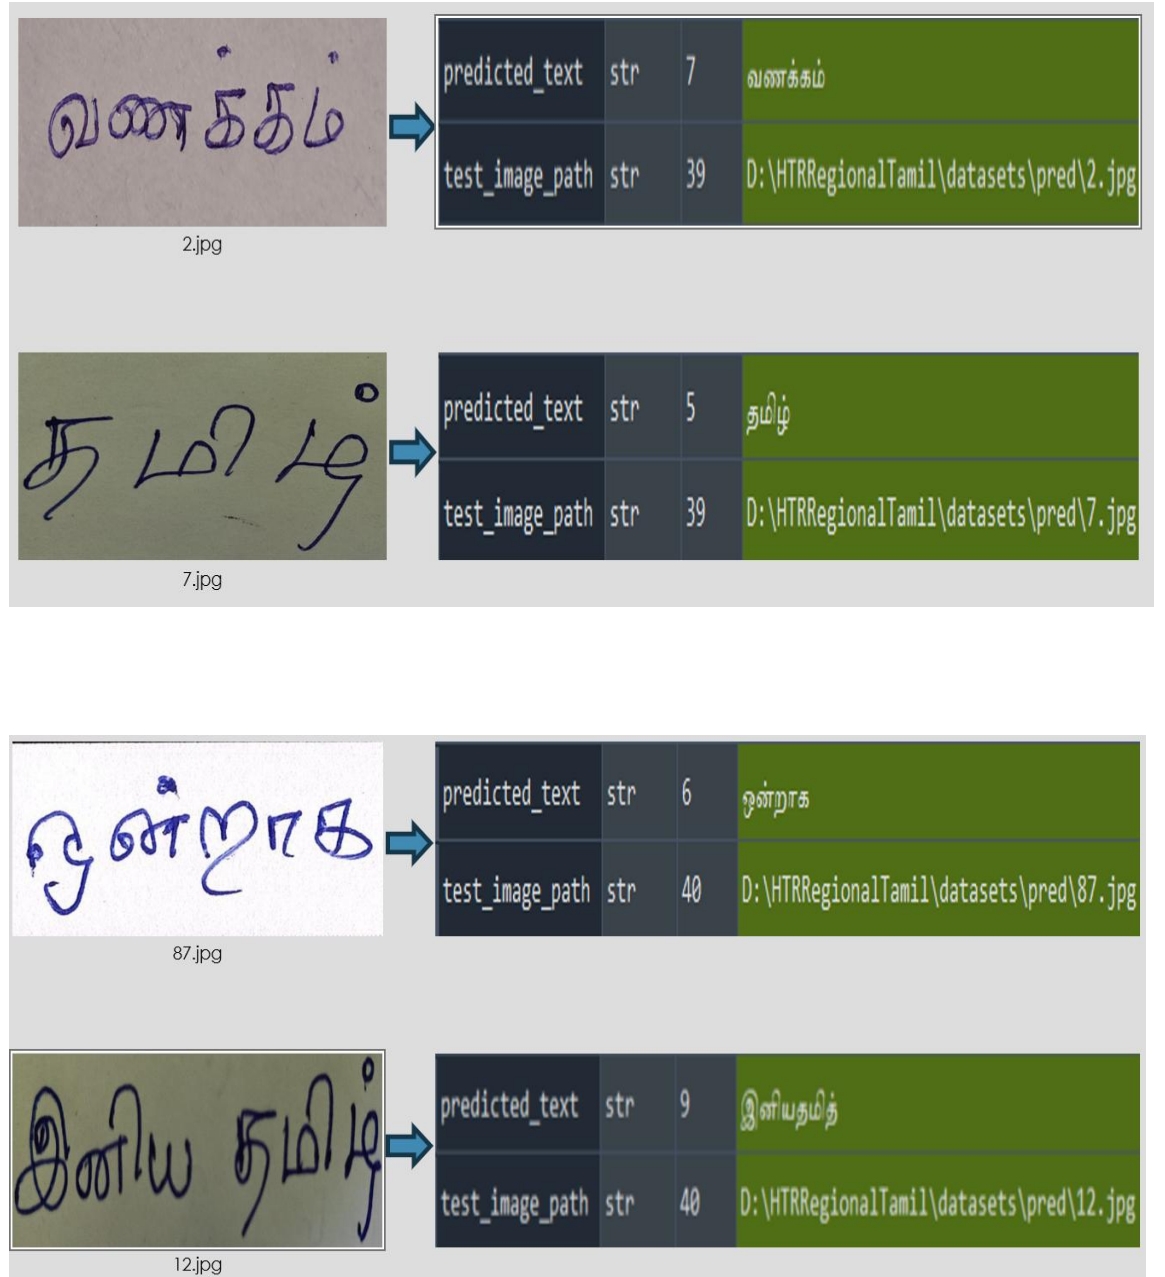 வணக்கம்
predicted_text str 7 வணக்கம்
test_image_path str 39 D:\HTRRegionalTamil\datasets\pred\2.jpg
2.jpg
தமிழ்
predicted_text str 5 தமிழ்
test_image_path str 39 D:\HTRRegionalTamil\datasets\pred\7.jpg
7.jpg
ஒன்றாக
predicted_text str 6 ஒன்றாக
test_image_path str 40 D:\HTRRegionalTamil\datasets\pred\87.jpg
87.jpg
இனிய தமிழ்
predicted_text str 9 இனியதமித்
test_image_path str 40 D:\HTRRegionalTamil\datasets\pred\12.jpg
12.jpg